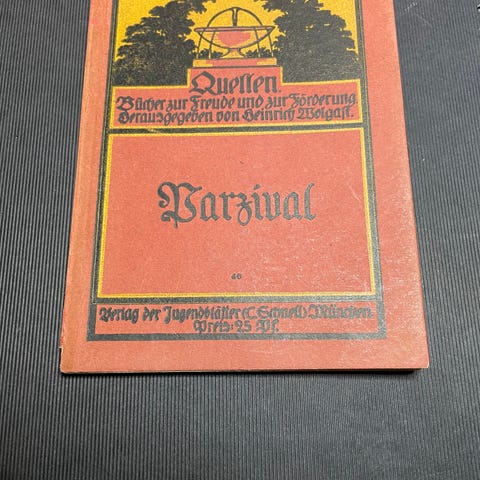 Quellen.
Bücher zur Freude und zur Förderung
Herausgegeben von Heinrich Wolgast.
Parzival
46
Verlag der Jugendblätter (C. Schnell) München
Preis: 25 Pf.